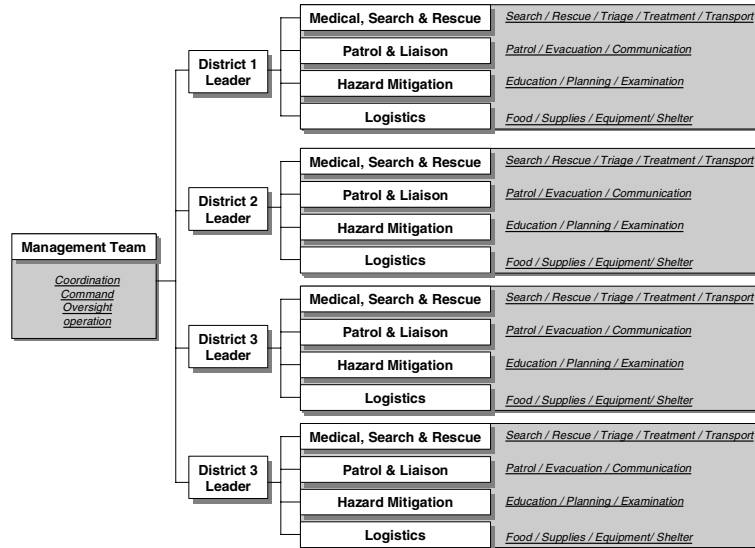 Medical, Search & Rescue
Search / Rescue / Triage / Treatment / Transport
Patrol & Liaison
Patrol / Evacuation / Communication
District 1
Leader
Hazard Mitigation
Education / Planning / Examination
Logistics
Food / Supplies / Equipment/ Shelter
Medical, Search & Rescue
Search / Rescue / Triage / Treatment / Transport
Patrol & Liaison
Patrol / Evacuation / Communication
District 2
Leader
Hazard Mitigation
Education / Planning / Examination
Logistics
Food / Supplies / Equipment/ Shelter
Management Team
Coordination
Command
Oversight
operation
Medical, Search & Rescue
Search / Rescue / Triage / Treatment / Transport
Patrol & Liaison
Patrol / Evacuation / Communication
District 3
Leader
Hazard Mitigation
Education / Planning / Examination
Logistics
Food / Supplies / Equipment/ Shelter
Medical, Search & Rescue
Search / Rescue / Triage / Treatment / Transport
Patrol & Liaison
Patrol / Evacuation / Communication
District 3
Leader
Hazard Mitigation
Education / Planning / Examination
Logistics
Food / Supplies / Equipment/ Shelter